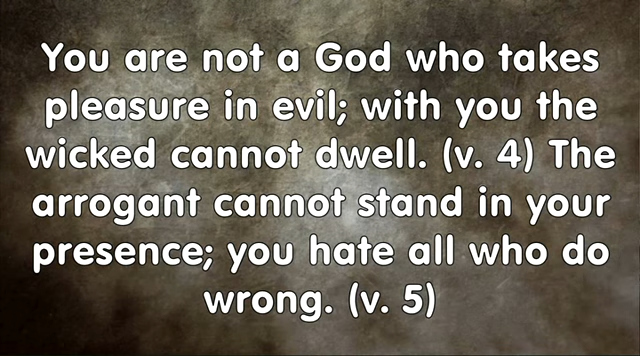 You are not a God who takes
pleasure in evil; with you the
wicked cannot dwell. (v. 4) The
arrogant cannot stand in your
presence; you hate all who do
wrong. (v. 5)